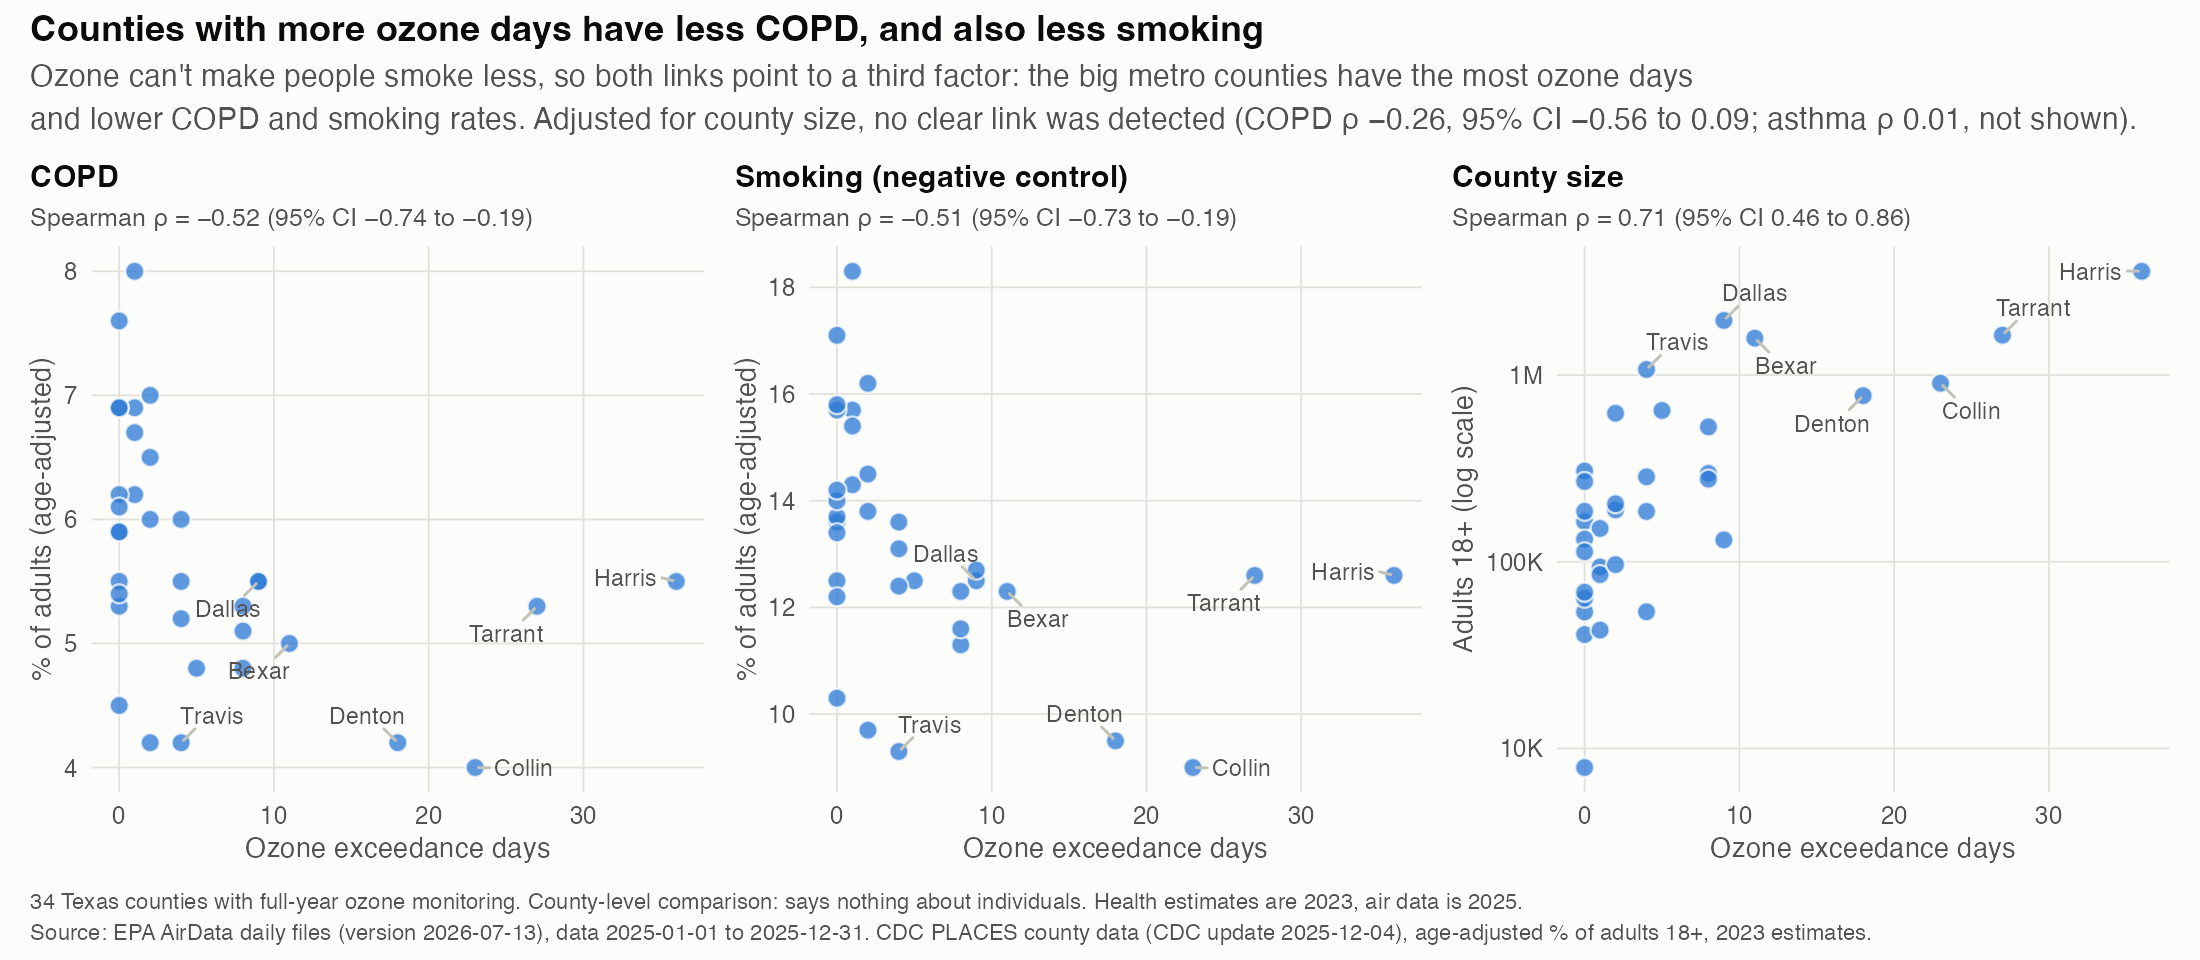 Counties with more ozone days have less COPD, and also less smoking
Ozone can't make people smoke less, so both links point to a third factor: the big metro counties have the most ozone days
and lower COPD and smoking rates. Adjusted for county size, no clear link was detected (COPD ρ −0.26, 95% CI −0.56 to 0.09; asthma ρ 0.01, not shown).
COPD
Spearman ρ = −0.52 (95% CI −0.74 to −0.19)
% of adults (age-adjusted)
8
7
6
5
4
Harris
Dallas
Tarrant
Bexar
Travis
Denton
Collin
0
10
20
30
Ozone exceedance days
Smoking (negative control)
Spearman ρ = −0.51 (95% CI −0.73 to −0.19)
% of adults (age-adjusted)
18
16
14
12
10
Dallas
Harris
Tarrant
Bexar
Denton
Travis
Collin
0
10
20
30
Ozone exceedance days
County size
Spearman ρ = 0.71 (95% CI 0.46 to 0.86)
Adults 18+ (log scale)
1M
100K
10K
Harris
Dallas
Tarrant
Travis
Bexar
Collin
Denton
0
10
20
30
Ozone exceedance days
34 Texas counties with full-year ozone monitoring. County-level comparison: says nothing about individuals. Health estimates are 2023, air data is 2025.
Source: EPA AirData daily files (version 2026-07-13), data 2025-01-01 to 2025-12-31. CDC PLACES county data (CDC update 2025-12-04), age-adjusted % of adults 18+, 2023 estimates.